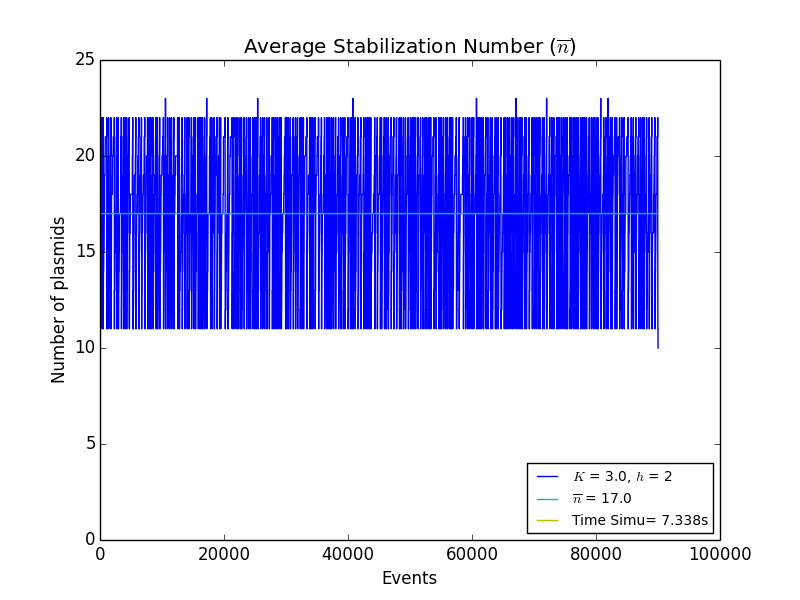 Average Stabilization Number (n̅)
25
20
15
10
5
0
Number of plasmids
0 20000 40000 60000 80000 100000
Events
K = 3.0, h = 2
n̅ = 17.0
Time Simu= 7.338s